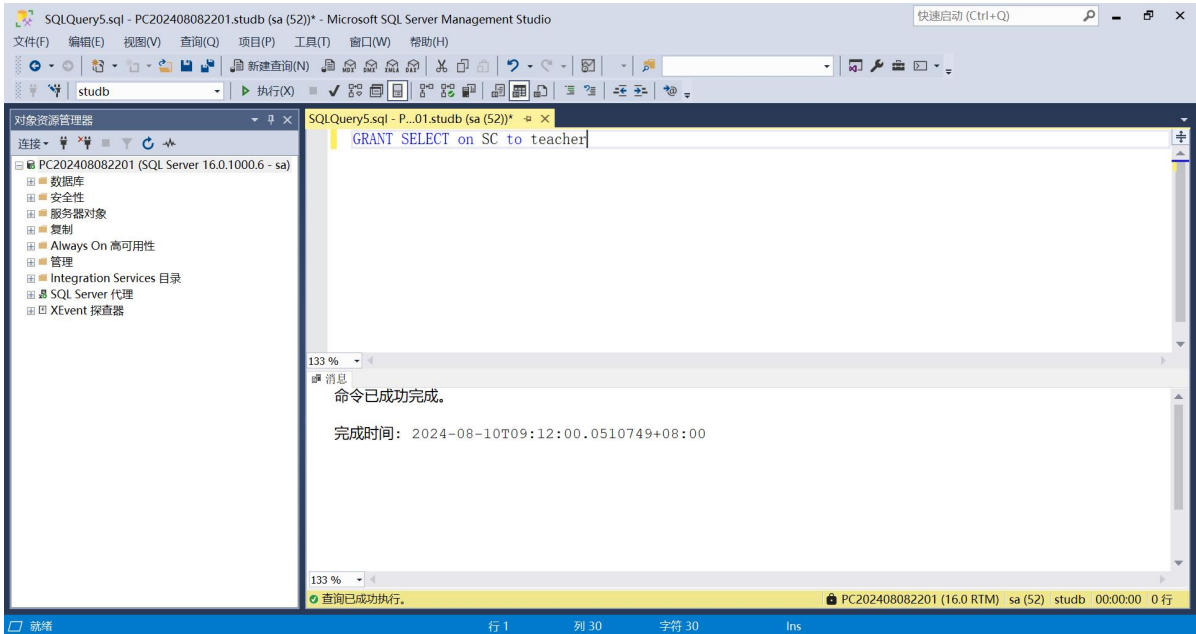 SQLQuery5.sql - PC202408082201.studb (sa (52))* - Microsoft SQL Server Management Studio
快速启动 (Ctrl+Q)
文件(F) 编辑(E) 视图(V) 查询(Q) 项目(P) 工具(T) 窗口(W) 帮助(H)
新建查询(N) MDX DMX XMLA DAX
studb 执行(X)
对象资源管理器
连接
PC202408082201 (SQL Server 16.0.1000.6 - sa)
数据库
安全性
服务器对象
复制
Always On 高可用性
管理
Integration Services 目录
SQL Server 代理
XEvent 探查器
SQLQuery5.sql - P...01.studb (sa (52))*
GRANT SELECT on SC to teacher
133 %
消息
命令已成功完成。
完成时间: 2024-08-10T09:12:00.0510749+08:00
133 %
查询已成功执行。 PC202408082201 (16.0 RTM) sa (52) studb 00:00:00 0 行
就绪 行 1 列 30 字符 30 Ins